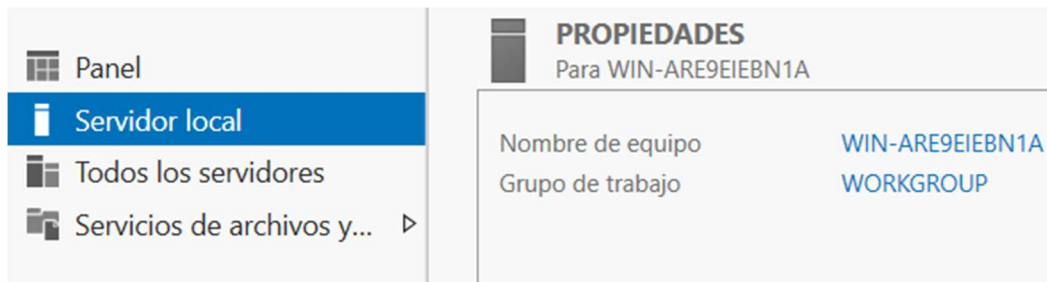 Panel
Servidor local
Todos los servidores
Servicios de archivos y...
PROPIEDADES
Para WIN-ARE9EIEBN1A
Nombre de equipo WIN-ARE9EIEBN1A
Grupo de trabajo WORKGROUP